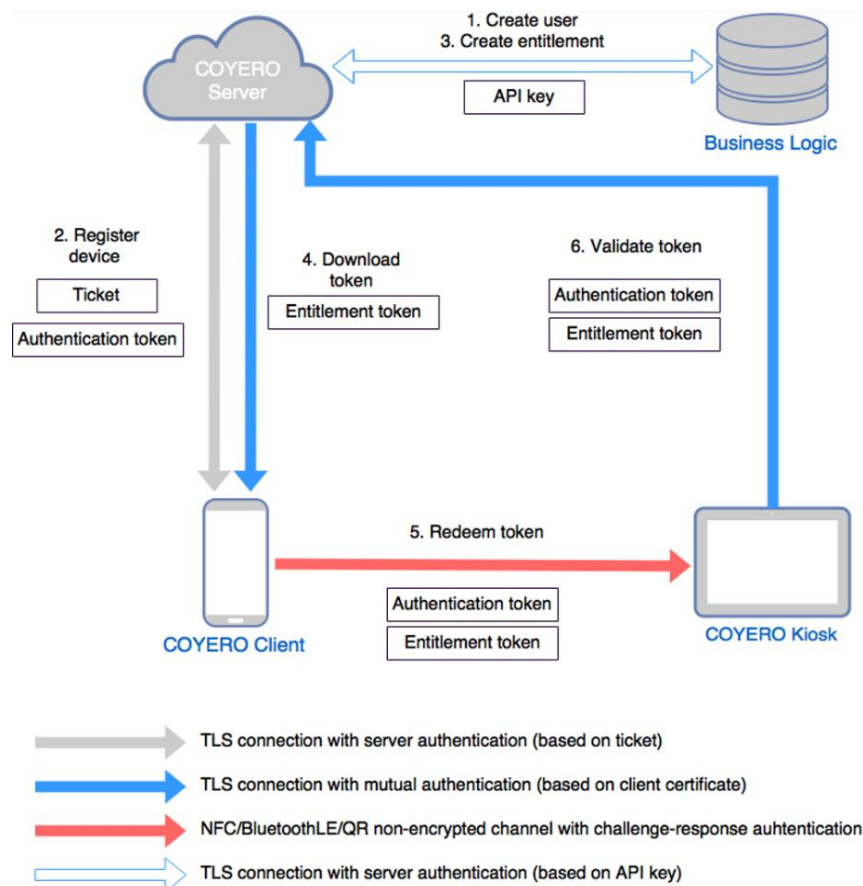 1. Create user
3. Create entitlement
COYERO
Server
API key
Business Logic
2. Register
device
Ticket
Authentication token
4. Download
token
Entitlement token
6. Validate token
Authentication token
Entitlement token
5. Redeem token
Authentication token
Entitlement token
COYERO Client
COYERO Kiosk
TLS connection with server authentication (based on ticket)
TLS connection with mutual authentication (based on client certificate)
NFC/BluetoothLE/QR non-encrypted channel with challenge-response auhtentication
TLS connection with server authentication (based on API key)